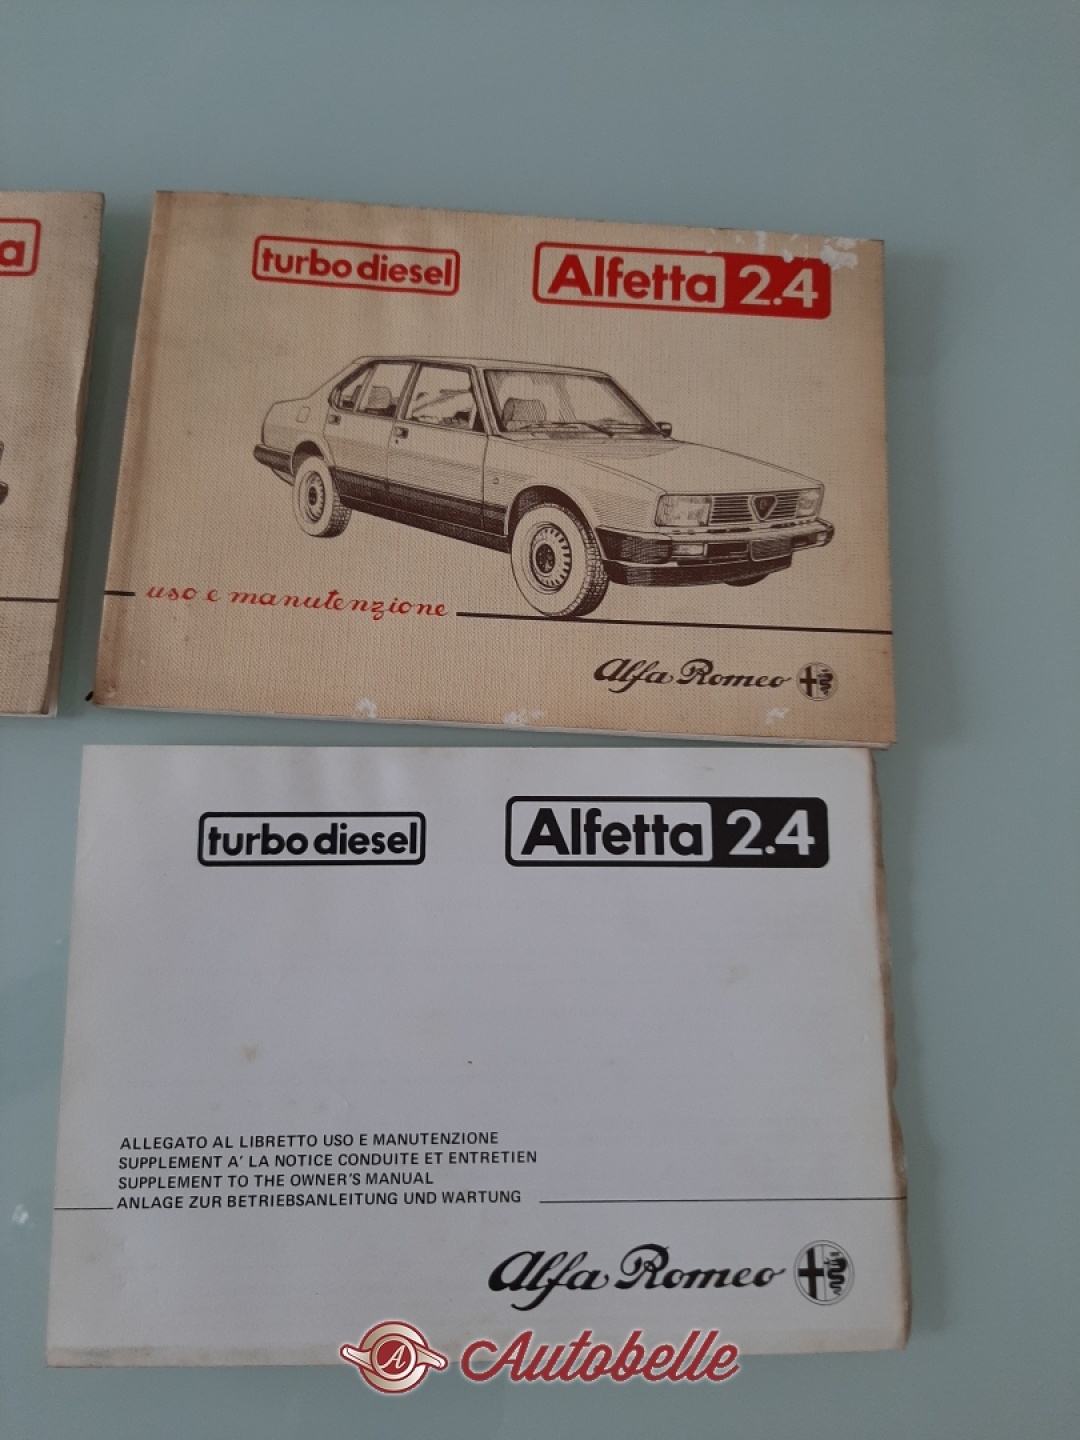 a
turbo diesel
Alfetta 2.4
uso e manutenzione
Alfa Romeo
turbo diesel
Alfetta 2.4
ALLEGATO AL LIBRETTO USO E MANUTENZIONE
SUPPLEMENT A' LA NOTICE CONDUITE ET ENTRETIEN
SUPPLEMENT TO THE OWNER'S MANUAL
ANLAGE ZUR BETRIEBSANLEITUNG UND WARTUNG
Alfa Romeo
A Autobelle